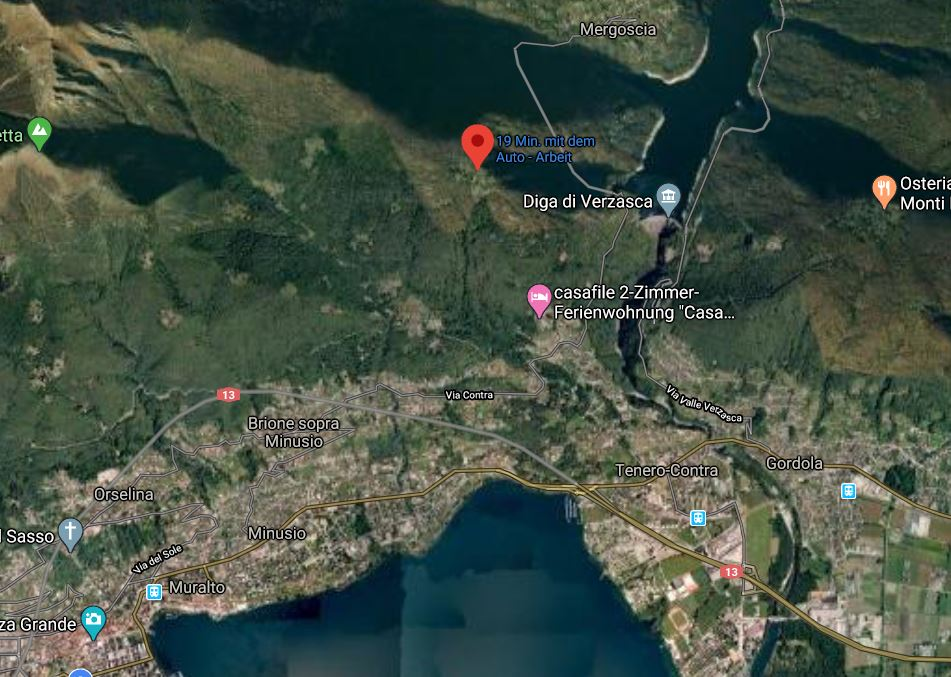 Mergoscia
etta
19 Min. mit dem
Auto - Arbeit
Osteria
Monti
Diga di Verzasca
casafile 2-Zimmer-
Ferienwohnung "Casa...
13
Via Contra
Via Valle Verzasca
Brione sopra
Minusio
Tenero-Contra
Gordola
Orselina
Minusio
l Sasso
Via del Sole
13
Muralto
za Grande